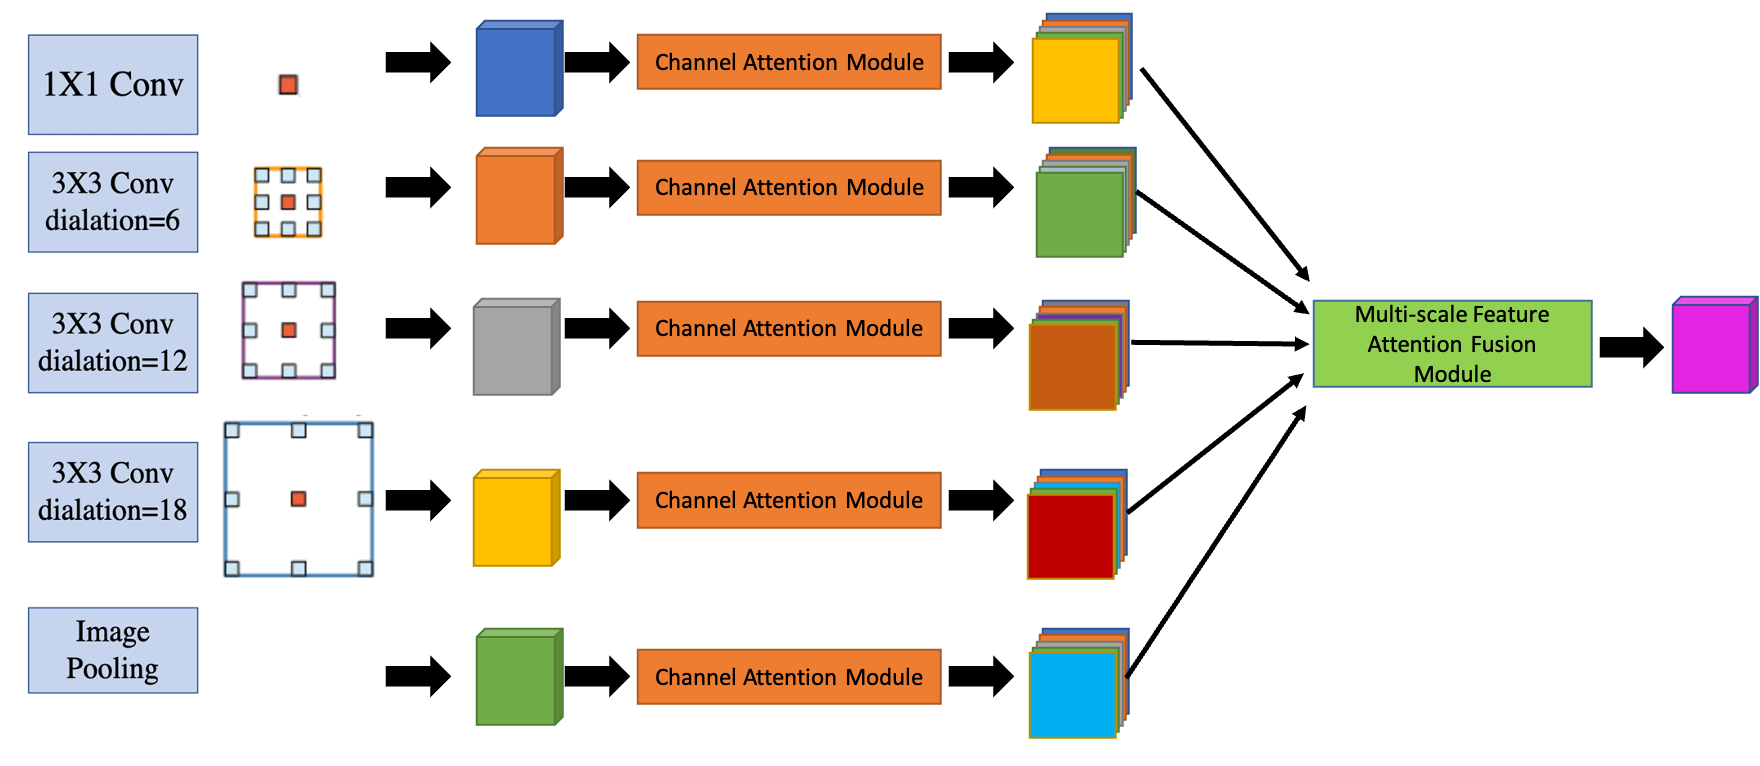 1X1 Conv
Channel Attention Module
3X3 Conv
dialation=6
Channel Attention Module
3X3 Conv
dialation=12
Channel Attention Module
Multi-scale Feature
Attention Fusion
Module
3X3 Conv
dialation=18
Channel Attention Module
Image
Pooling
Channel Attention Module